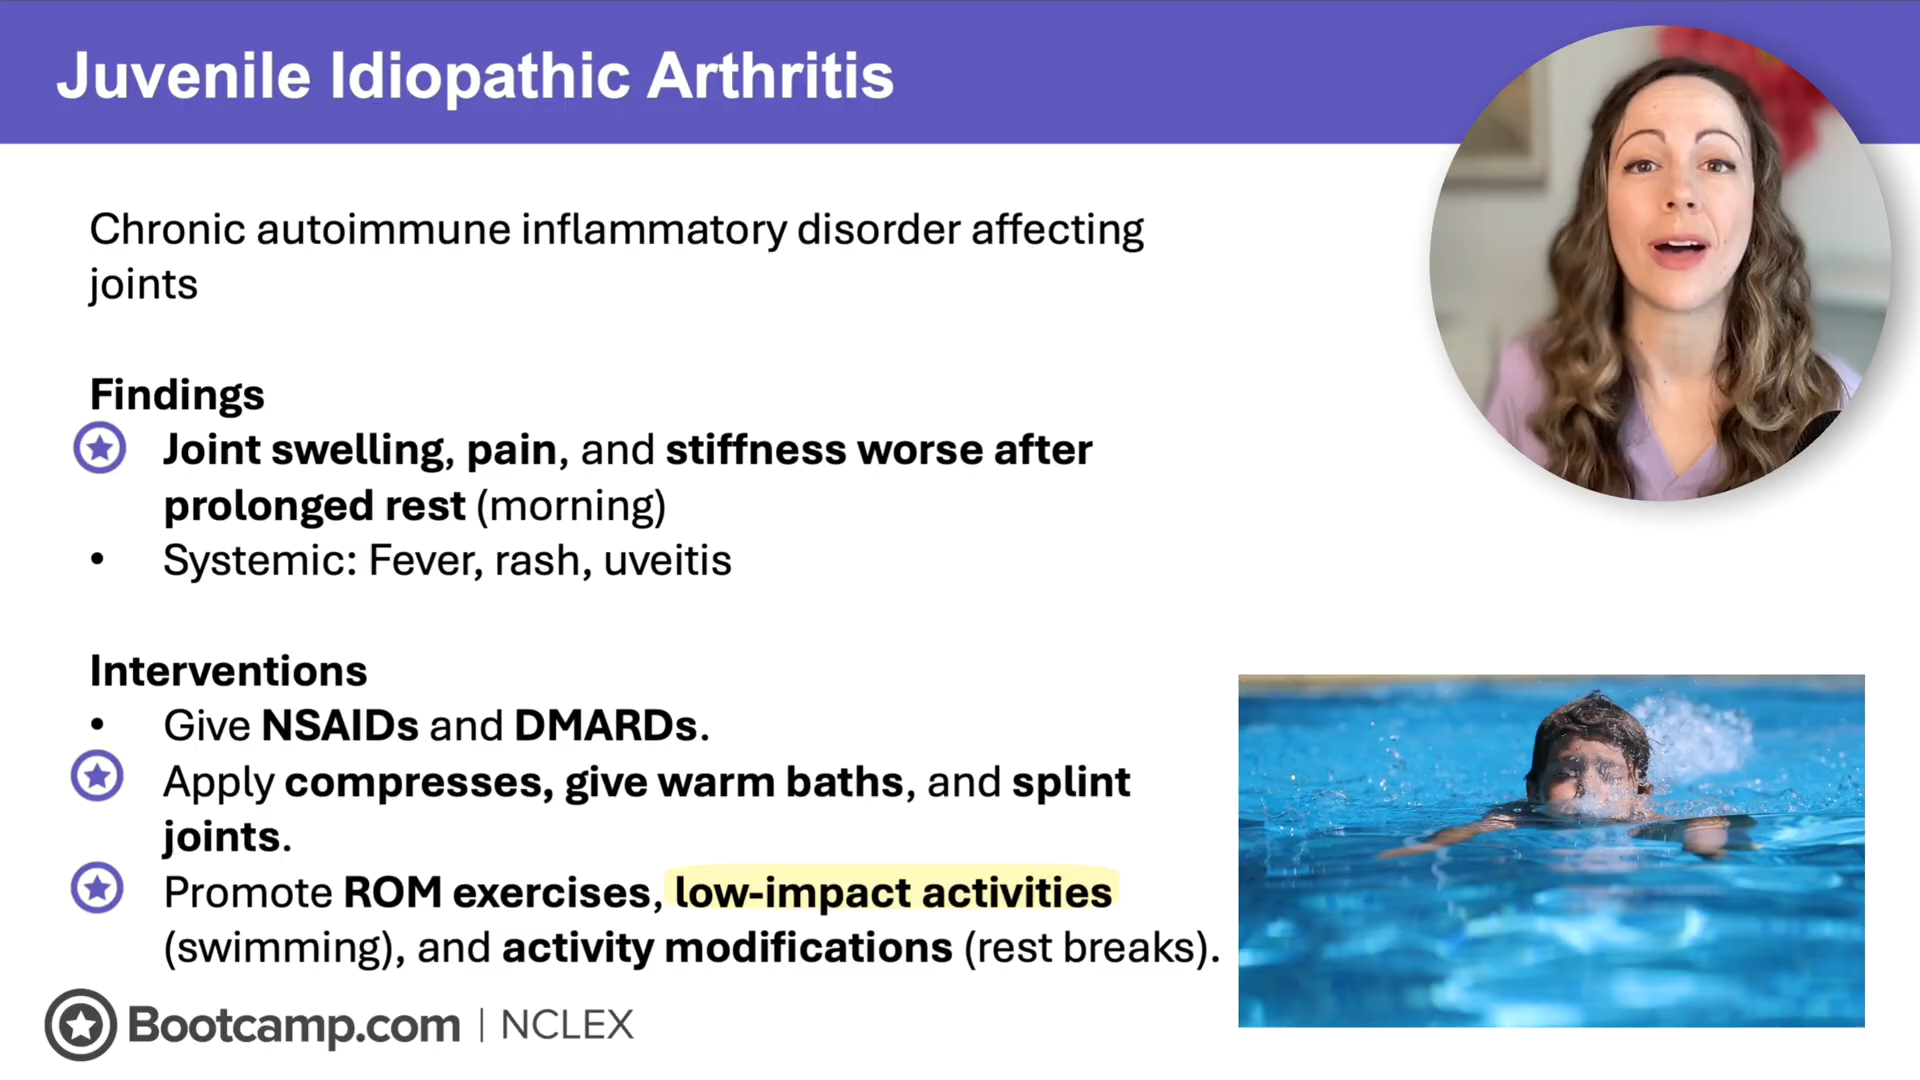 Juvenile Idiopathic Arthritis
Chronic autoimmune inflammatory disorder affecting
joints
Findings
Joint swelling, pain, and stiffness worse after
prolonged rest (morning)
• Systemic: Fever, rash, uveitis
Interventions
• Give NSAIDs and DMARDs.
Apply compresses, give warm baths, and splint
joints.
Promote ROM exercises, low-impact activities
(swimming), and activity modifications (rest breaks).
Bootcamp.com | NCLEX